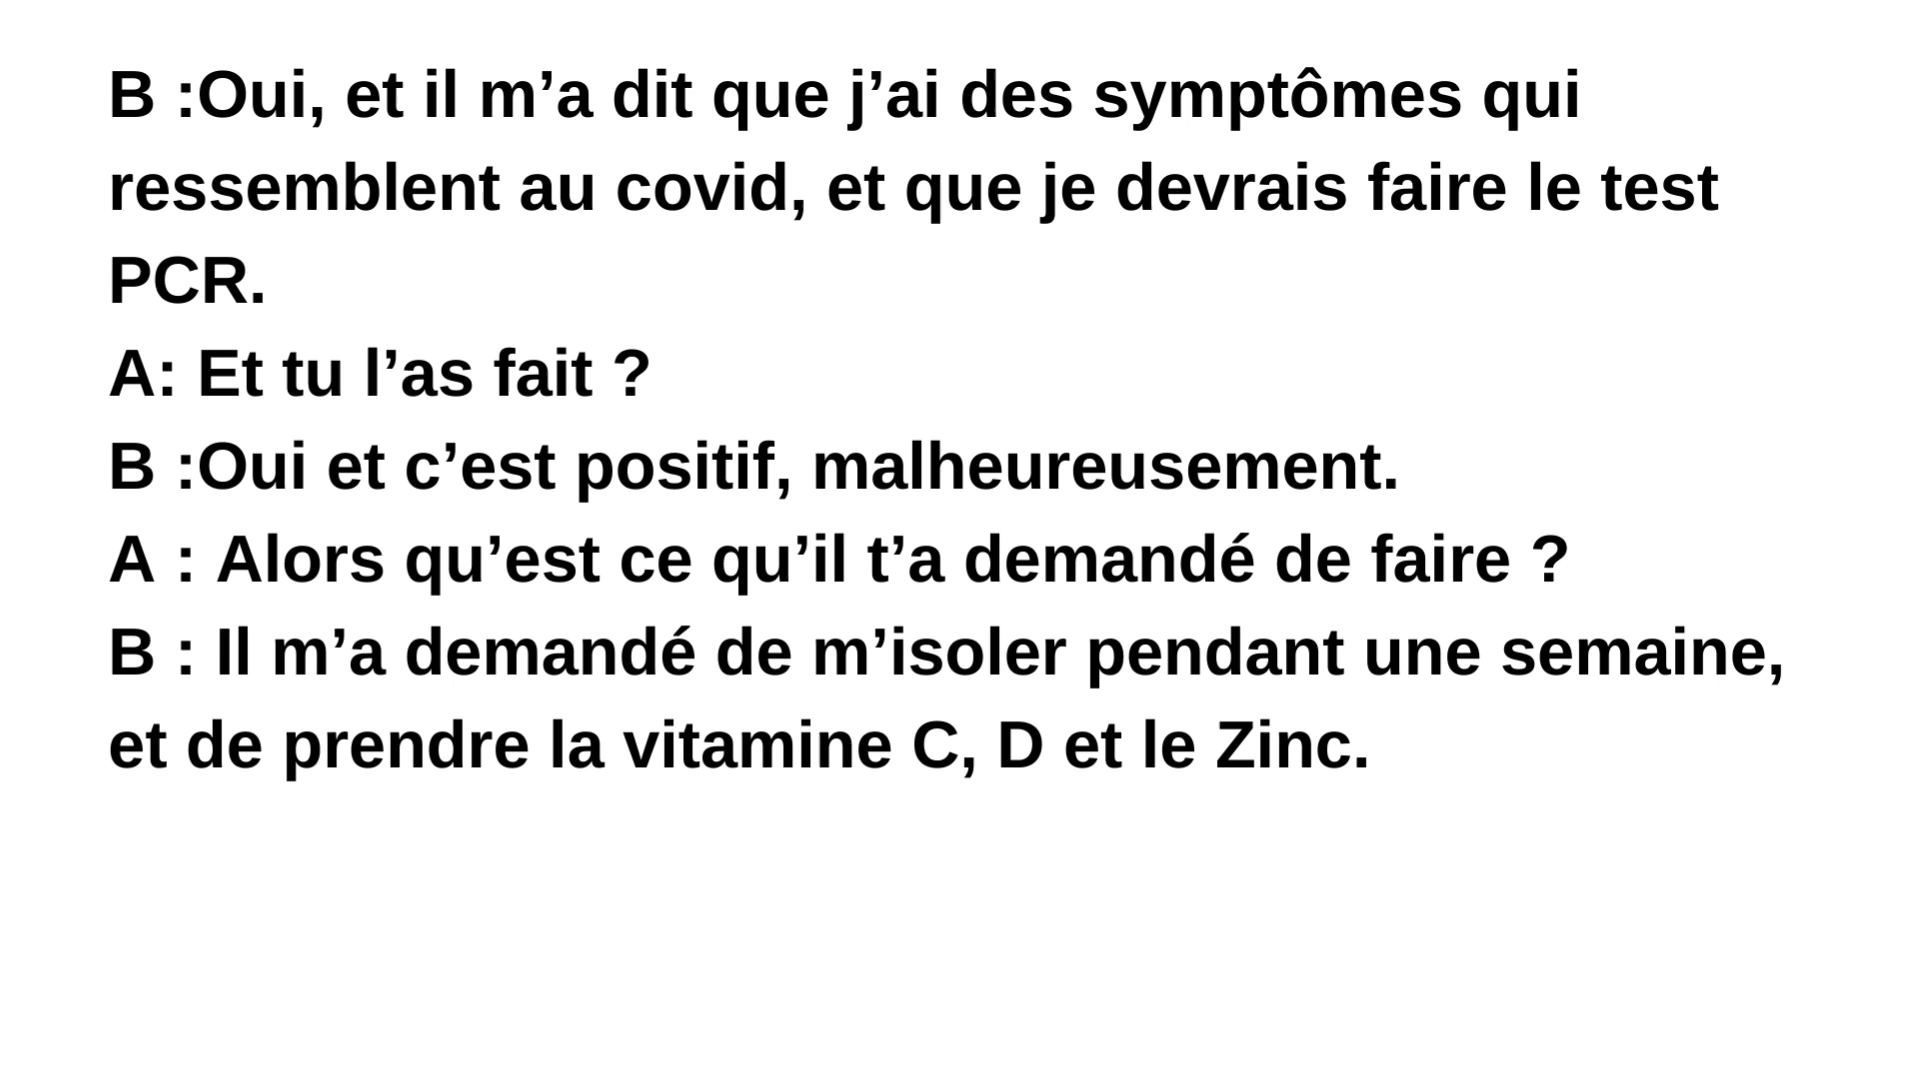 B :Oui, et il m’a dit que j’ai des symptômes qui
ressemblent au covid, et que je devrais faire le test
PCR.
A: Et tu l’as fait ?
B :Oui et c’est positif, malheureusement.
A : Alors qu’est ce qu’il t’a demandé de faire ?
B : Il m’a demandé de m’isoler pendant une semaine,
et de prendre la vitamine C, D et le Zinc.